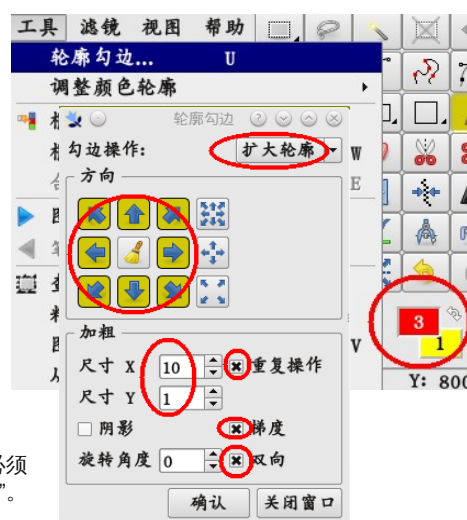 工具 滤镜 视图 帮助
轮廓勾边... U
调整颜色轮廓
轮廓勾边
勾边操作: 扩大轮廓
W
方向
E
3
1
加粗
V
尺寸 X 10 重复操作
Y: 800
尺寸 Y 1
阴影 梯度
旋转角度 0 双向
必须
”。
确认 关闭窗口